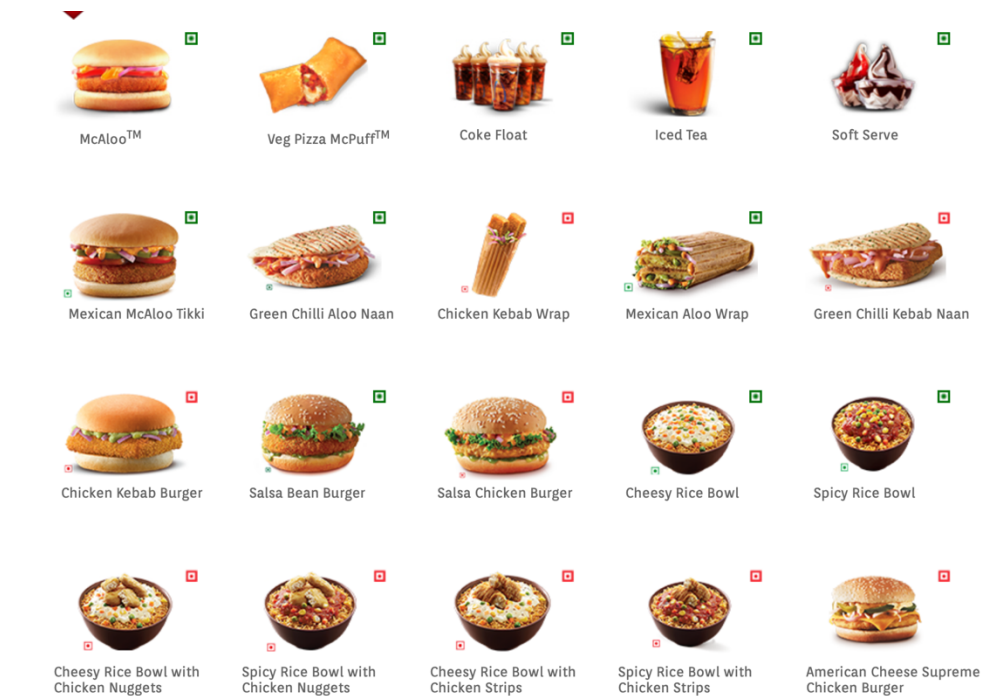 McAloo™
Veg Pizza McPuff™
Coke Float
Iced Tea
Soft Serve
Mexican McAloo Tikki
Green Chilli Aloo Naan
Chicken Kebab Wrap
Mexican Aloo Wrap
Green Chilli Kebab Naan
Chicken Kebab Burger
Salsa Bean Burger
Salsa Chicken Burger
Cheesy Rice Bowl
Spicy Rice Bowl
Cheesy Rice Bowl with
Chicken Nuggets
Spicy Rice Bowl with
Chicken Nuggets
Cheesy Rice Bowl with
Chicken Strips
Spicy Rice Bowl with
Chicken Strips
American Cheese Supreme
Chicken Burger